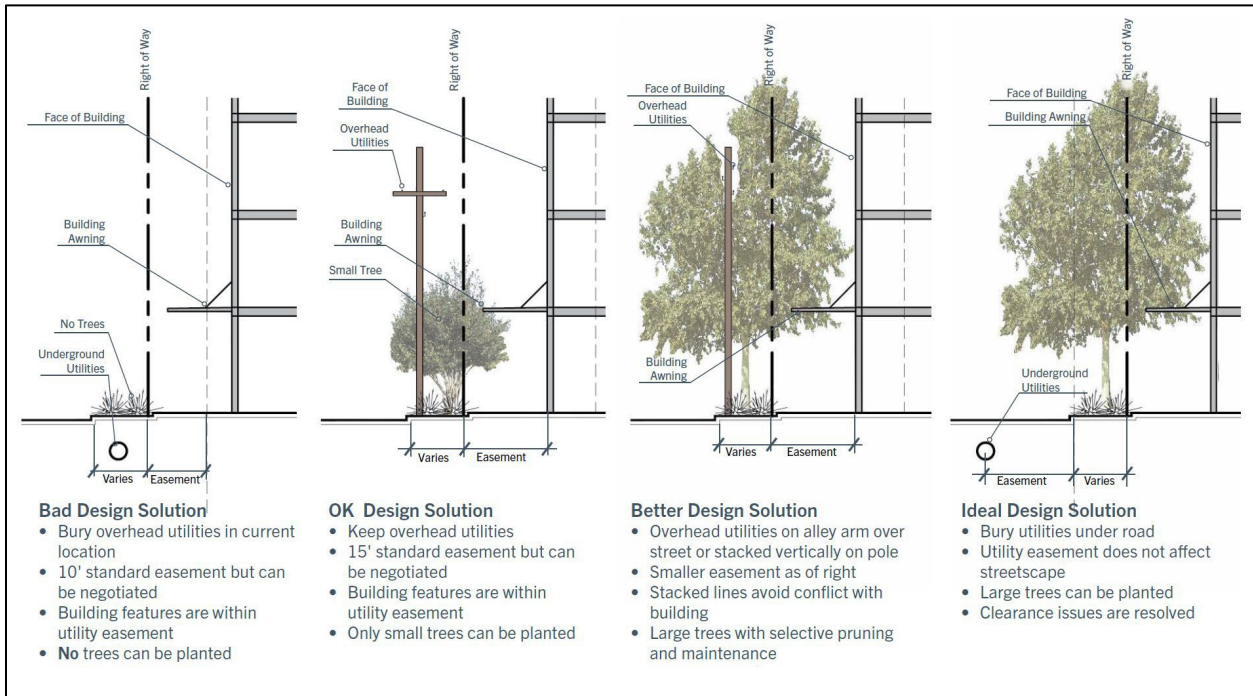 Right of Way
Face of Building
Building
Awning
No Trees
Underground
Utilities
Varies
Easement
Bad Design Solution
• Bury overhead utilities in current
location
• 10' standard easement but can
be negotiated
• Building features are within
utility easement
• No trees can be planted
Right of Way
Face of
Building
Overhead
Utilities
Building
Awning
Small Tree
Varies
Easement
OK Design Solution
• Keep overhead utilities
• 15' standard easement but can
be negotiated
• Building features are within
utility easement
• Only small trees can be planted
Right of Way
Face of Building
Overhead
Utilities
Building
Awning
Varies
Easement
Better Design Solution
• Overhead utilities on alley arm over
street or stacked vertically on pole
• Smaller easement as of right
• Stacked lines avoid conflict with
building
• Large trees with selective pruning
and maintenance
Right of Way
Face of Building
Building Awning
Underground
Utilities
Easement
Varies
Ideal Design Solution
• Bury utilities under road
• Utility easement does not affect
streetscape
• Large trees can be planted
• Clearance issues are resolved